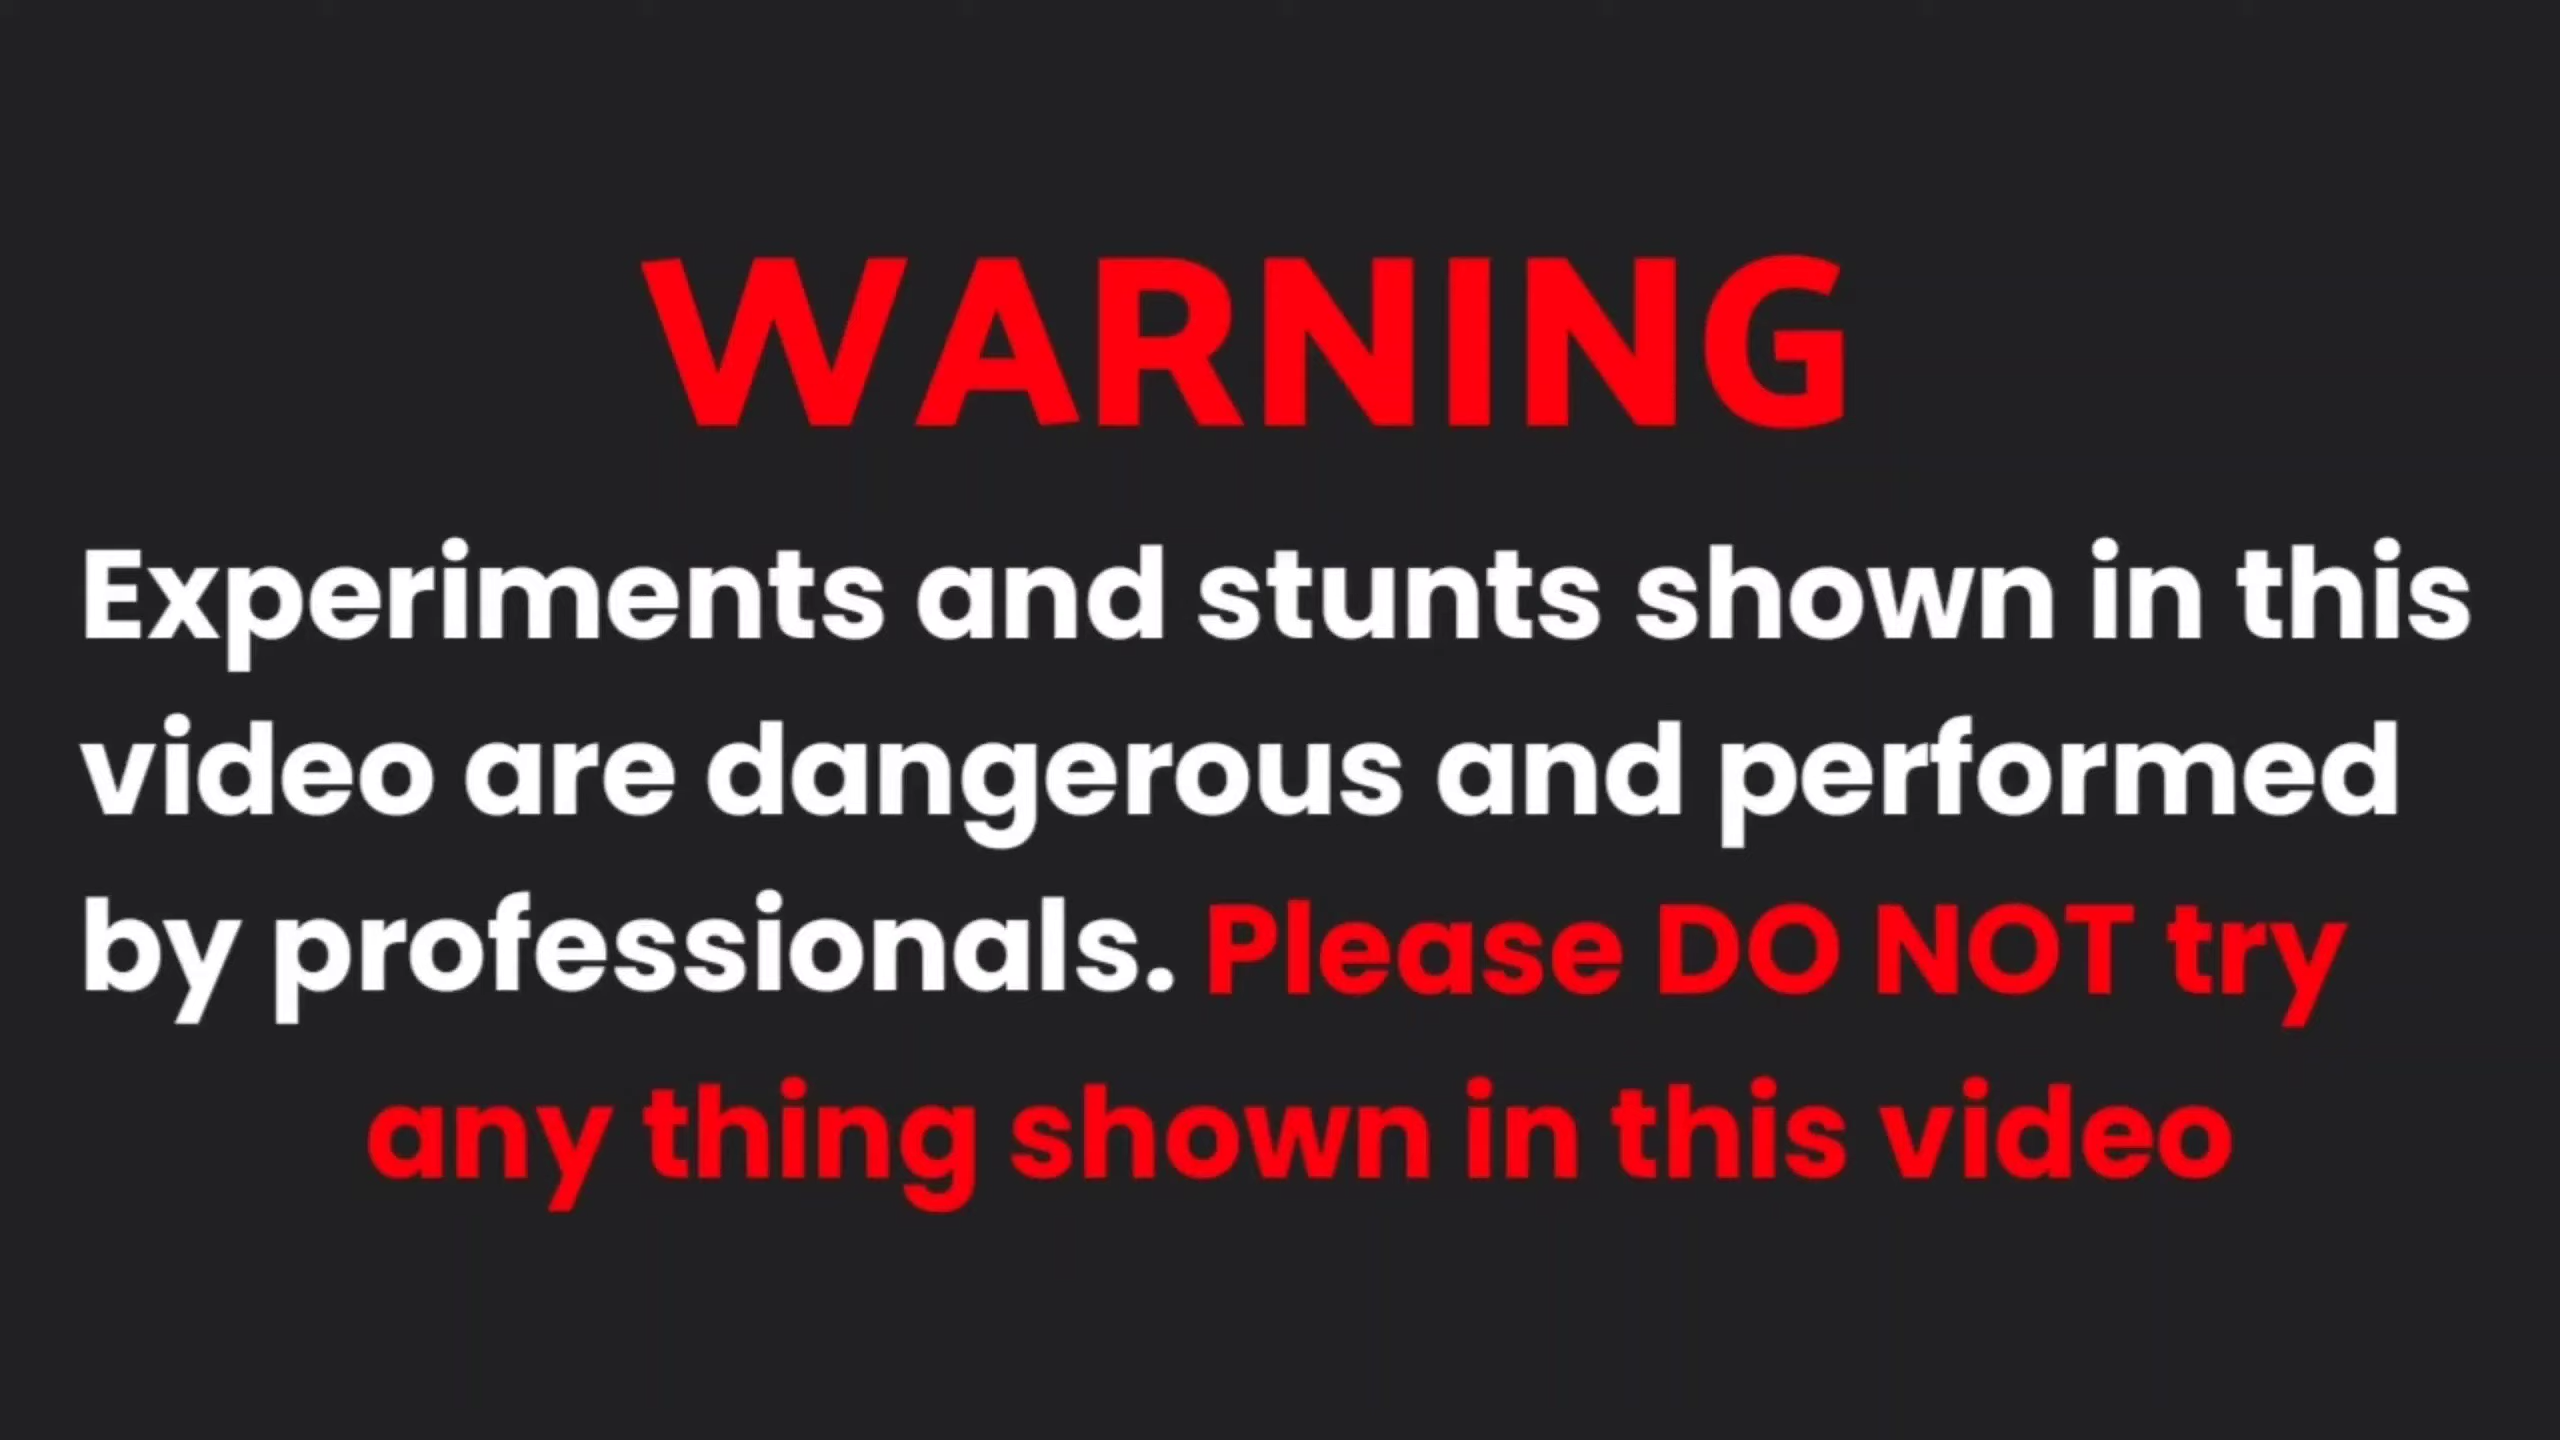 WARNING
Experiments and stunts shown in this
video are dangerous and performed
by professionals. Please DO NOT try
any thing shown in this video